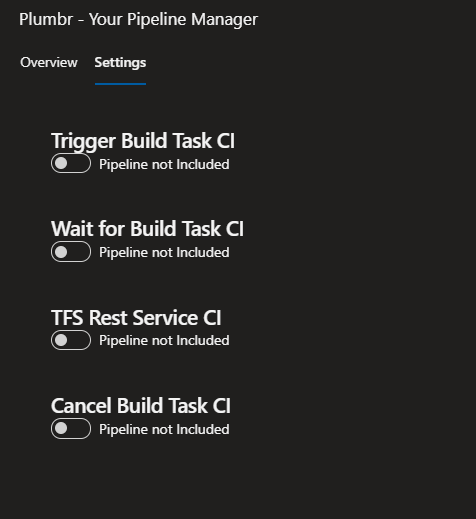 Plumbr - Your Pipeline Manager
Overview Settings
Trigger Build Task CI
Pipeline not Included
Wait for Build Task CI
Pipeline not Included
TFS Rest Service CI
Pipeline not Included
Cancel Build Task CI
Pipeline not Included